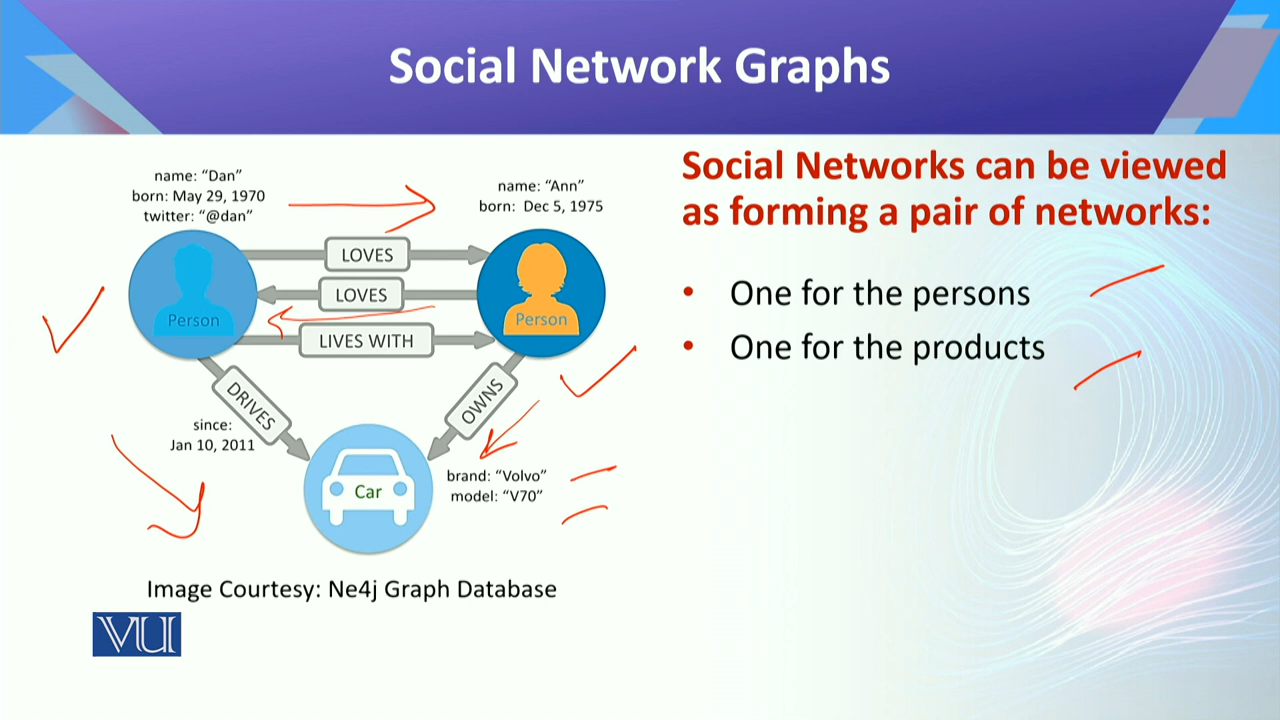 Social Network Graphs
name: “Dan”
born: May 29, 1970
twitter: “@dan”
name: “Ann”
born: Dec 5, 1975
LOVES
LOVES
Person
Person
LIVES WITH
DRIVES
OWNS
since:
Jan 10, 2011
Car
brand: “Volvo”
model: “V70”
Image Courtesy: Ne4j Graph Database
VU
Social Networks can be viewed
as forming a pair of networks:
• One for the persons
• One for the products